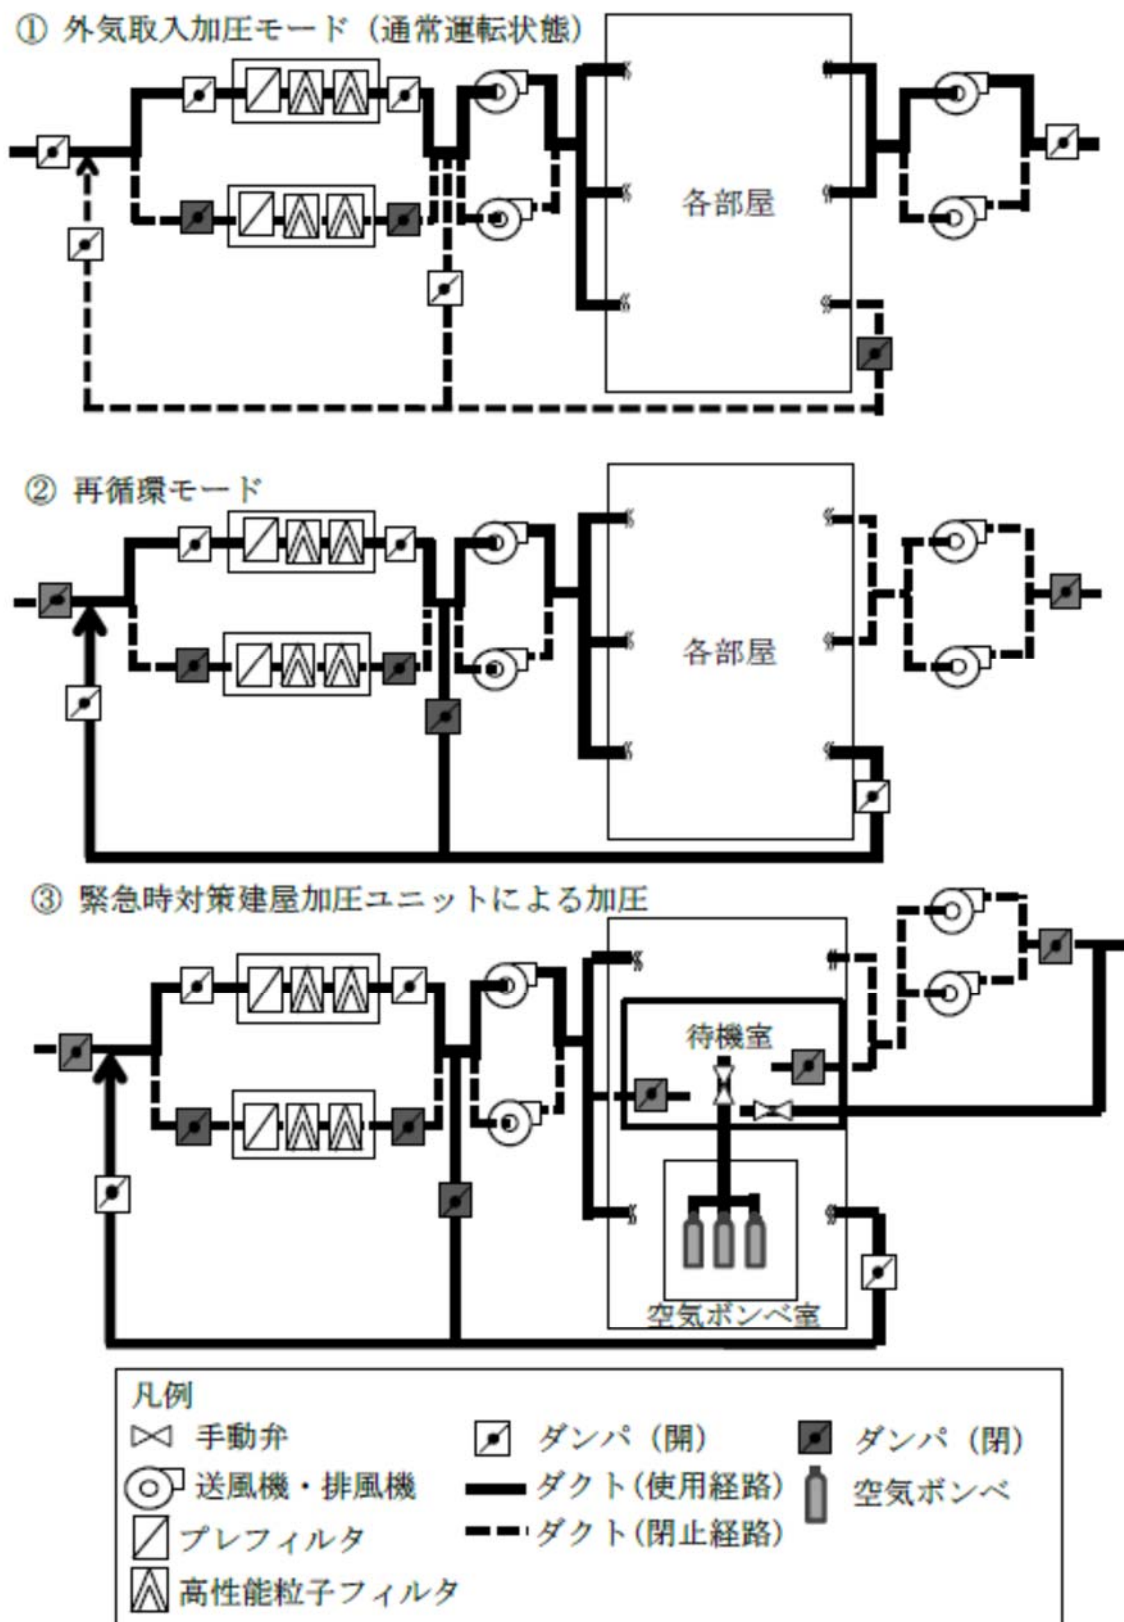 ① 外気取入加圧モード（通常運転状態）
各部屋
② 再循環モード
各部屋
③ 緊急時対策建屋加圧ユニットによる加圧
待機室
空気ボンベ室
凡例
手動弁
ダンパ（開）
ダンパ（閉）
送風機・排風機
ダクト(使用経路)
空気ボンベ
プレフィルタ
ダクト(閉止経路)
高性能粒子フィルタ